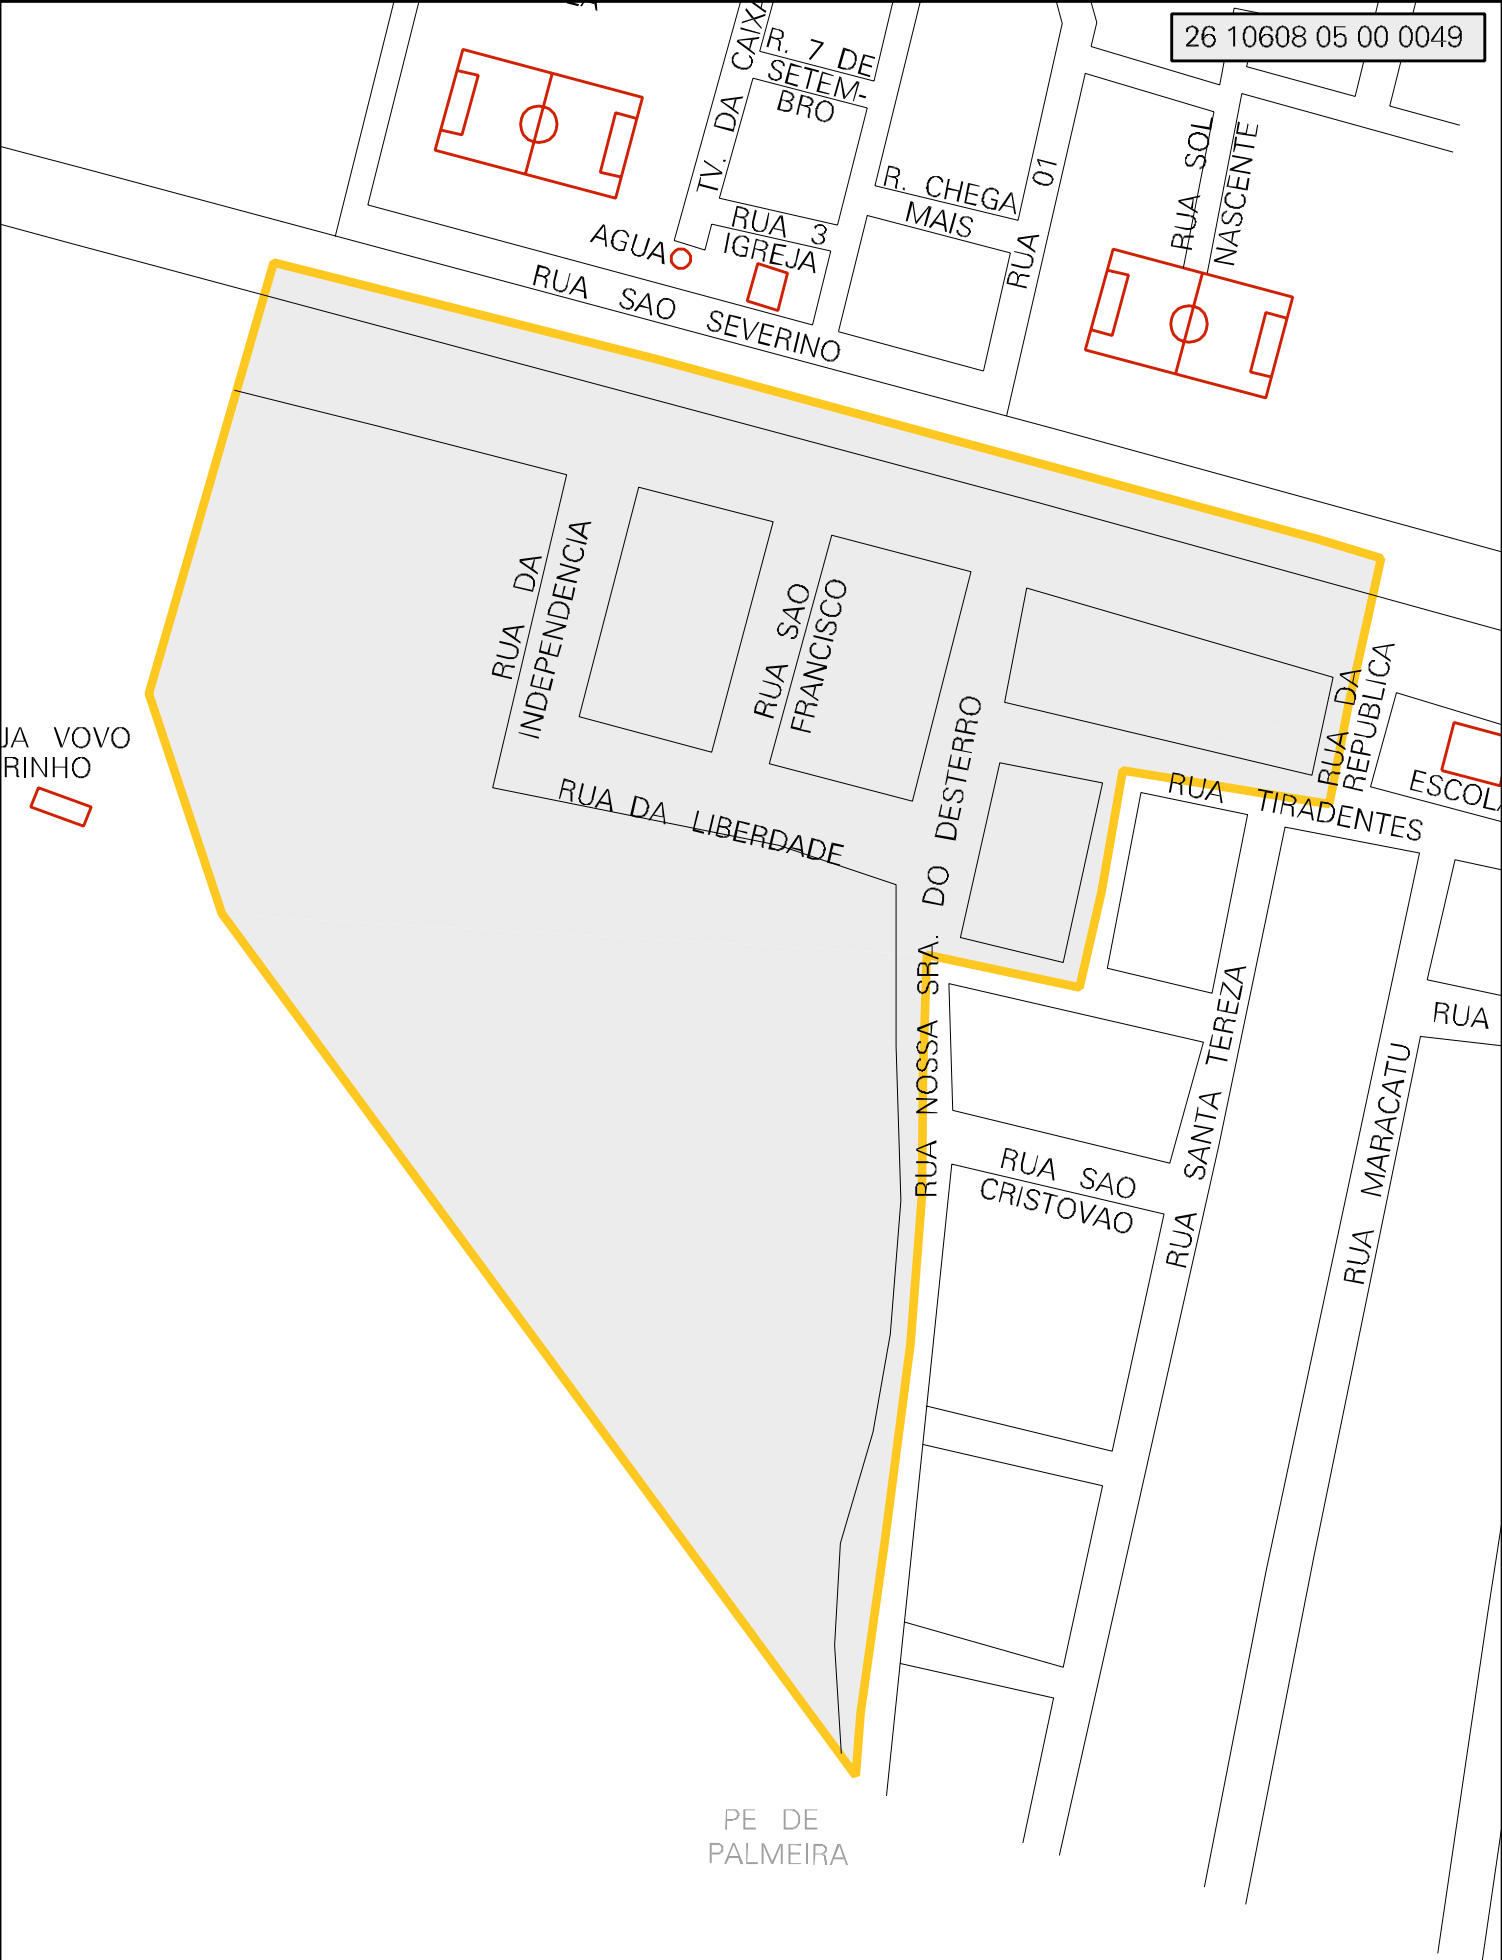 26 10608 05 00 0049
TV. DA CAIXA
R. 7 DE
SETEM-
BRO
R. CHEGA
MAIS
RUA 01
RUA SOL
NASCENTE
RUA 3
IGREJA
AGUA
RUA SAO SEVERINO
RUA DA
INDEPENDENCIA
RUA SAO
FRANCISCO
RUA DA
REPUBLICA
VOVO
RINHO
ESCOLA
RUA DA LIBERDADE
RUA TIRADENTES
RUA NOSSA SRA. DO DESTERRO
RUA SANTA TEREZA
RUA MARACATU
RUA
RUA SAO
CRISTOVAO
PE DE
PALMEIRA